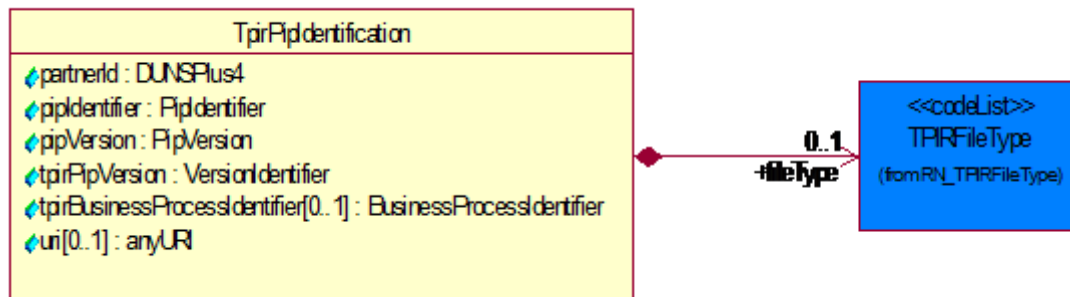 TpirPipIdentification
partnerId : DUNSPlus4
pipIdentifier : PipIdentifier
pipVersion : PipVersion
tpirPipVersion : VersionIdentifier
tpirBusinessProcessIdentifier[0..1] : BusinessProcessIdentifier
uri[0..1] : anyURI
0..1
+fileType
<<codeList>>
TPIRFileType
(from RN_TPIRFileType)